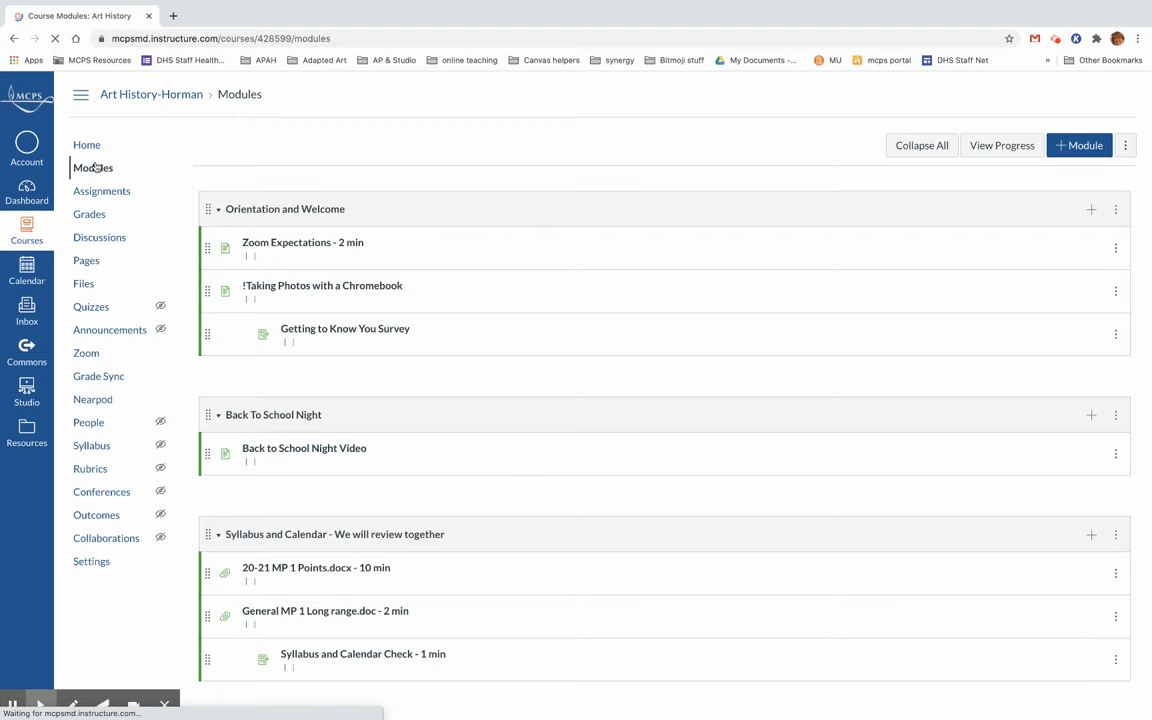 Course Modules: Art History
mcpsmd.instructure.com/courses/428599/modules
Apps MCPS Resources DHS Staff Health... APAH Adapted Art AP & Studio online teaching Canvas helpers synergy Bitmoji stuff My Documents -... MU mcps portal DHS Staff Net » Other Bookmarks
MCPS
Art History-Horman › Modules
Account
Dashboard
Courses
Calendar
Inbox
Commons
Studio
Resources
Home
Modules
Assignments
Grades
Discussions
Pages
Files
Quizzes
Announcements
Zoom
Grade Sync
Nearpod
People
Syllabus
Rubrics
Conferences
Outcomes
Collaborations
Settings
Collapse All View Progress + Module
Orientation and Welcome
Zoom Expectations - 2 min
!Taking Photos with a Chromebook
Getting to Know You Survey
Back To School Night
Back to School Night Video
Syllabus and Calendar - We will review together
20-21 MP 1 Points.docx - 10 min
General MP 1 Long range.doc - 2 min
Syllabus and Calendar Check - 1 min
Waiting for mcpsmd.instructure.com...